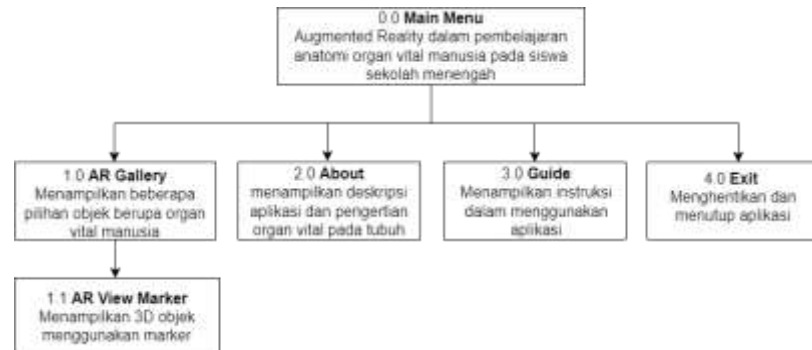 0.0 Main Menu
Augmented Reality dalam pembelajaran
anatomi organ vital manusia pada siswa
sekolah menengah
1.0 AR Gallery
Menampilkan beberapa
pilihan objek berupa organ
vital manusia
2.0 About
menampilkan deskripsi
aplikasi dan pengertian
organ vital pada tubuh
3.0 Guide
Menampilkan instruksi
dalam menggunakan
aplikasi
4.0 Exit
Menghentikan dan
menutup aplikasi
1.1 AR View Marker
Menampilkan 3D objek
menggunakan marker